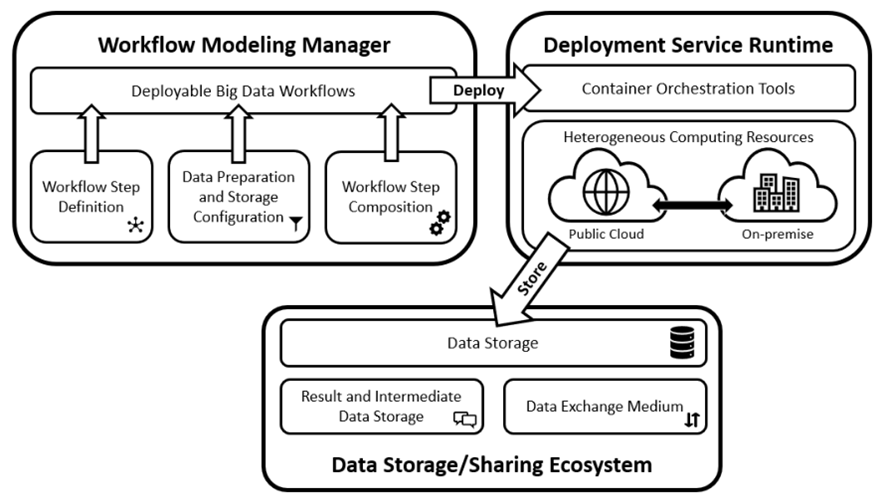 Workflow Modeling Manager
Deployable Big Data Workflows
Workflow Step
Definition
Data Preparation
and Storage
Configuration
Workflow Step
Composition
Deploy
Deployment Service Runtime
Container Orchestration Tools
Heterogeneous Computing Resources
Public Cloud
On-premise
Store
Data Storage
Result and Intermediate
Data Storage
Data Exchange Medium
Data Storage/Sharing Ecosystem